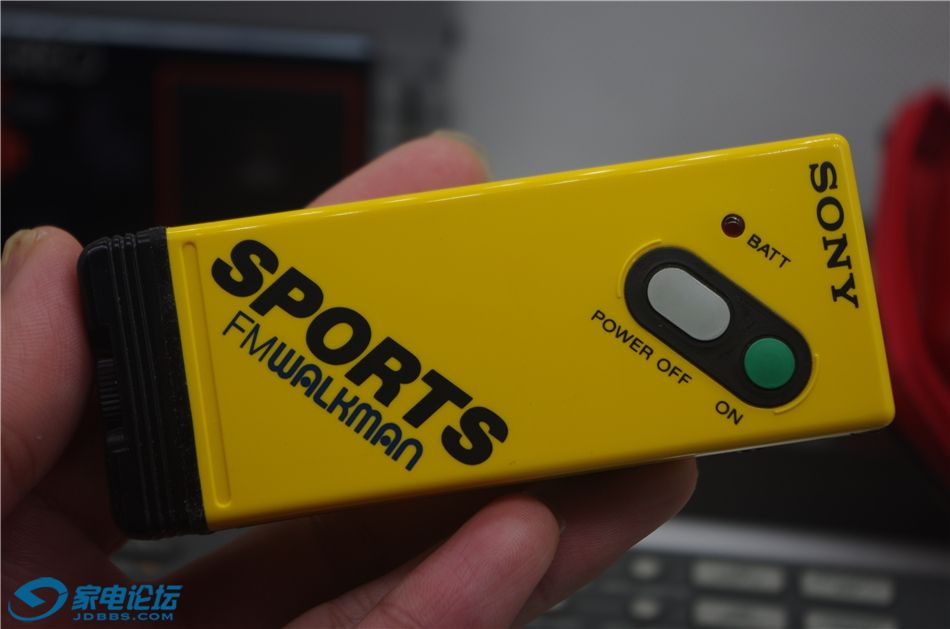 SONY
BATT
POWER OFF
ON
SPORTS
FM WALKMAN
家电论坛
JDBBS.COM